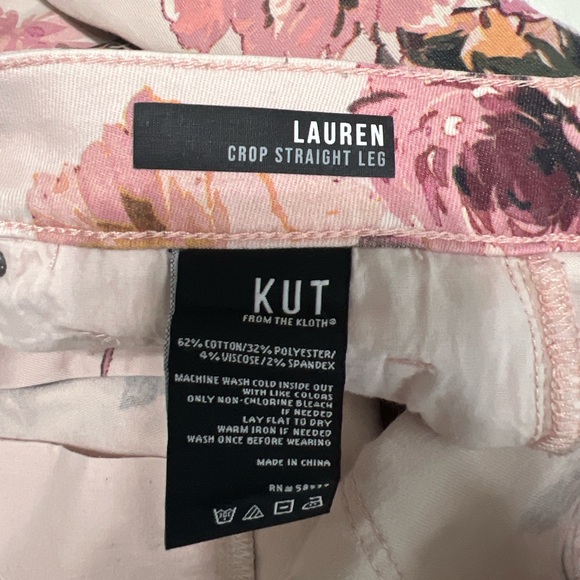 LAUREN
CROP STRAIGHT LEG
KUT
FROM THE KLOTH®
62% COTTON/32% POLYESTER/
4% VISCOSE/2% SPANDEX
MACHINE WASH COLD INSIDE OUT
WITH LIKE COLORS
ONLY NON-CHLORINE BLEACH
IF NEEDED
LAY FLAT TO DRY
WARM IRON IF NEEDED
WASH ONCE BEFORE WEARING
MADE IN CHINA
RN#